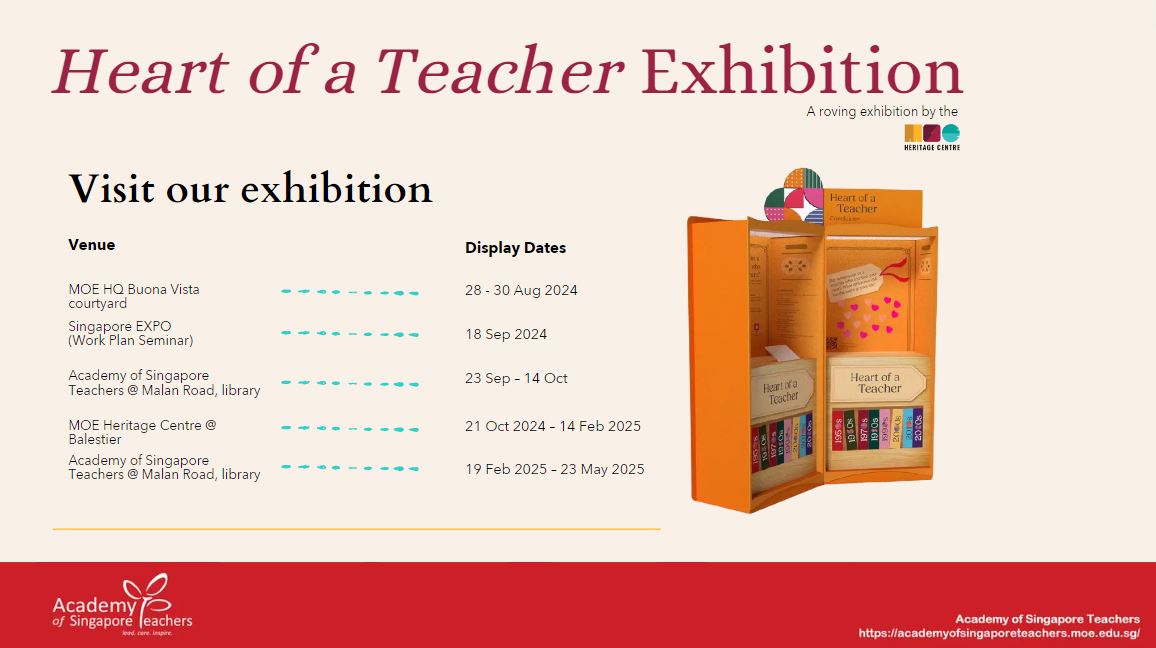 Heart of a Teacher Exhibition
A roving exhibition by the
HERITAGE CENTRE
Visit our exhibition
Venue
Display Dates
MOE HQ Buona Vista
courtyard
28 - 30 Aug 2024
Singapore EXPO
(Work Plan Seminar)
18 Sep 2024
Academy of Singapore
Teachers @ Malan Road, library
23 Sep – 14 Oct
MOE Heritage Centre @
Balestier
21 Oct 2024 – 14 Feb 2025
Academy of Singapore
Teachers @ Malan Road, library
19 Feb 2025 – 23 May 2025
Heart of a
Teacher
Heart of a
Teacher
Heart of a
Teacher
Academy
of Singapore Teachers
lead. care. inspire.
Academy of Singapore Teachers
https://academyofsingaporeteachers.moe.edu.sg/